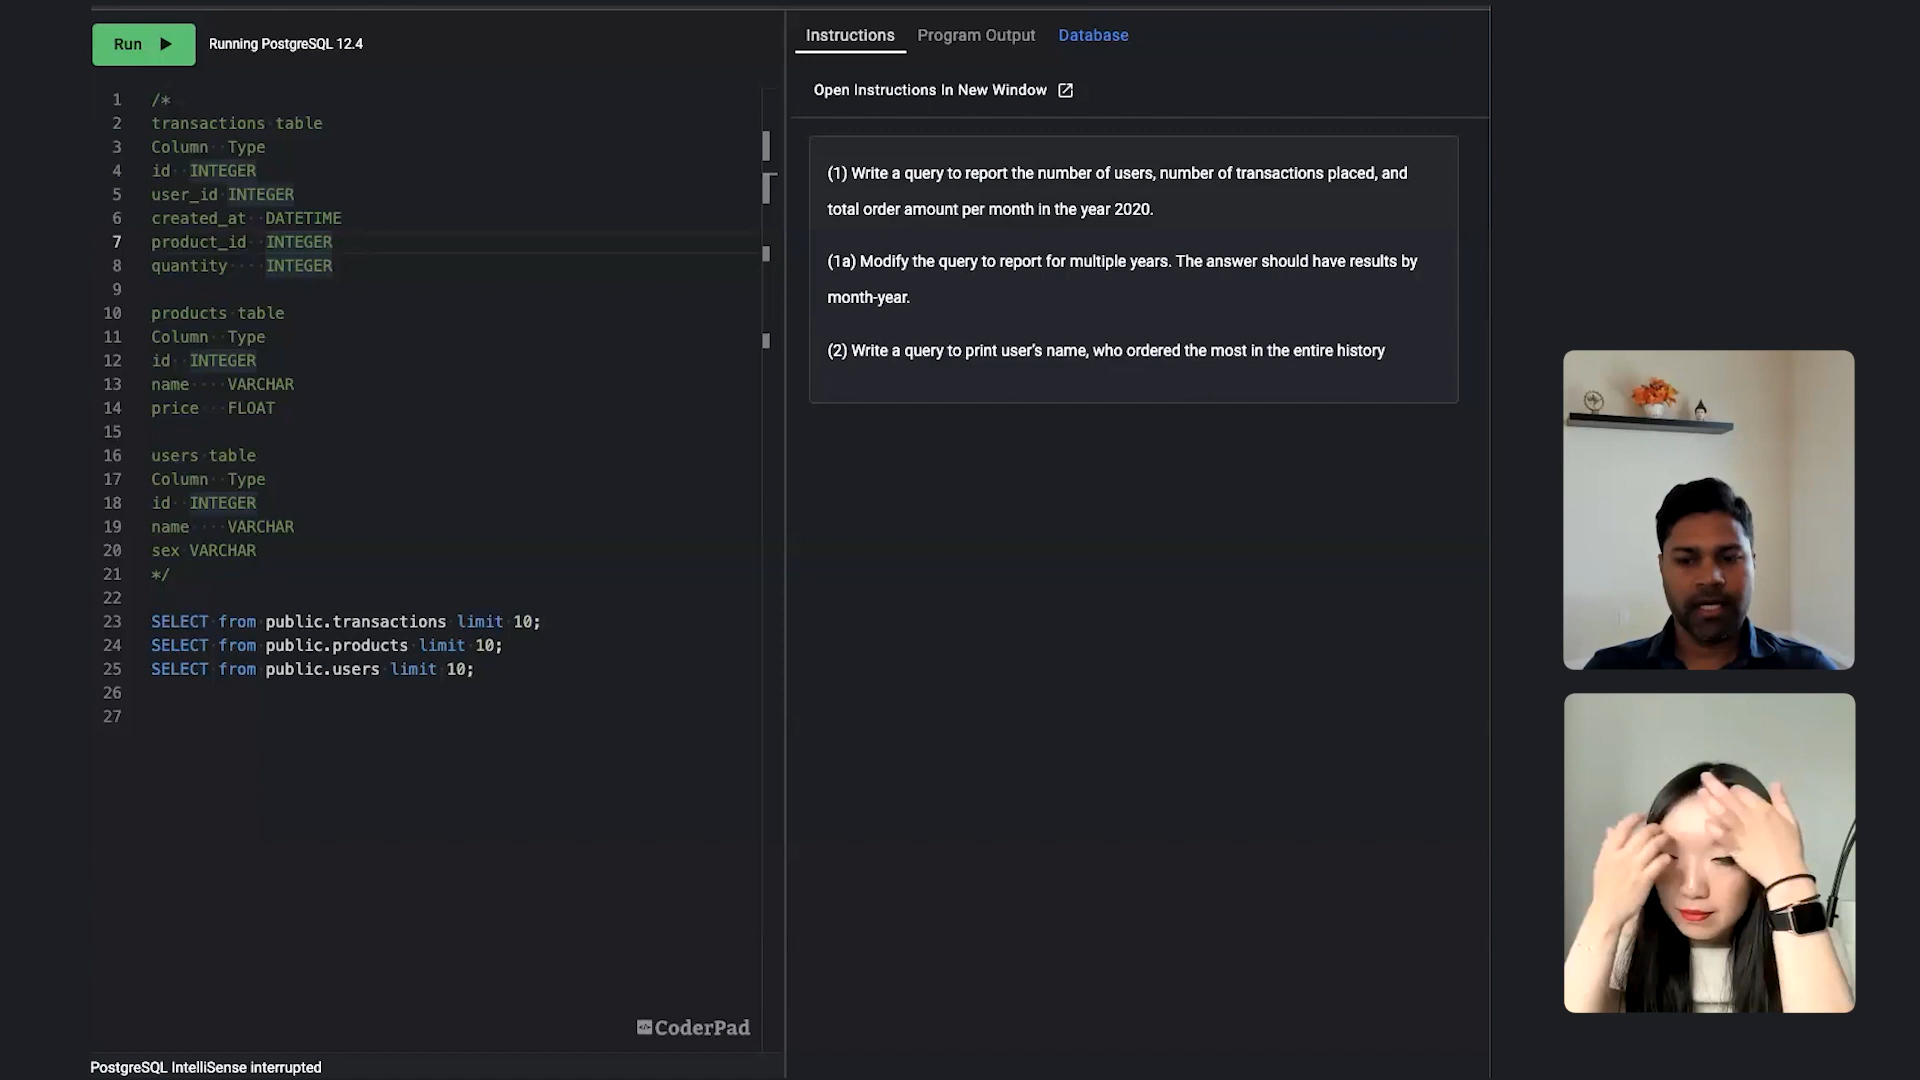 Run
Running PostgreSQL 12.4
1 /*
2 transactions table
3 Column Type
4 id INTEGER
5 user_id INTEGER
6 created_at DATETIME
7 product_id INTEGER
8 quantity INTEGER
9
10 products table
11 Column Type
12 id INTEGER
13 name VARCHAR
14 price FLOAT
15
16 users table
17 Column Type
18 id INTEGER
19 name VARCHAR
20 sex VARCHAR
21 */
22
23 SELECT from public.transactions limit 10;
24 SELECT from public.products limit 10;
25 SELECT from public.users limit 10;
26
27
CoderPad
PostgreSQL IntelliSense interrupted
Instructions Program Output Database
Open Instructions In New Window
(1) Write a query to report the number of users, number of transactions placed, and
total order amount per month in the year 2020.
(1a) Modify the query to report for multiple years. The answer should have results by
month-year.
(2) Write a query to print user's name, who ordered the most in the entire history